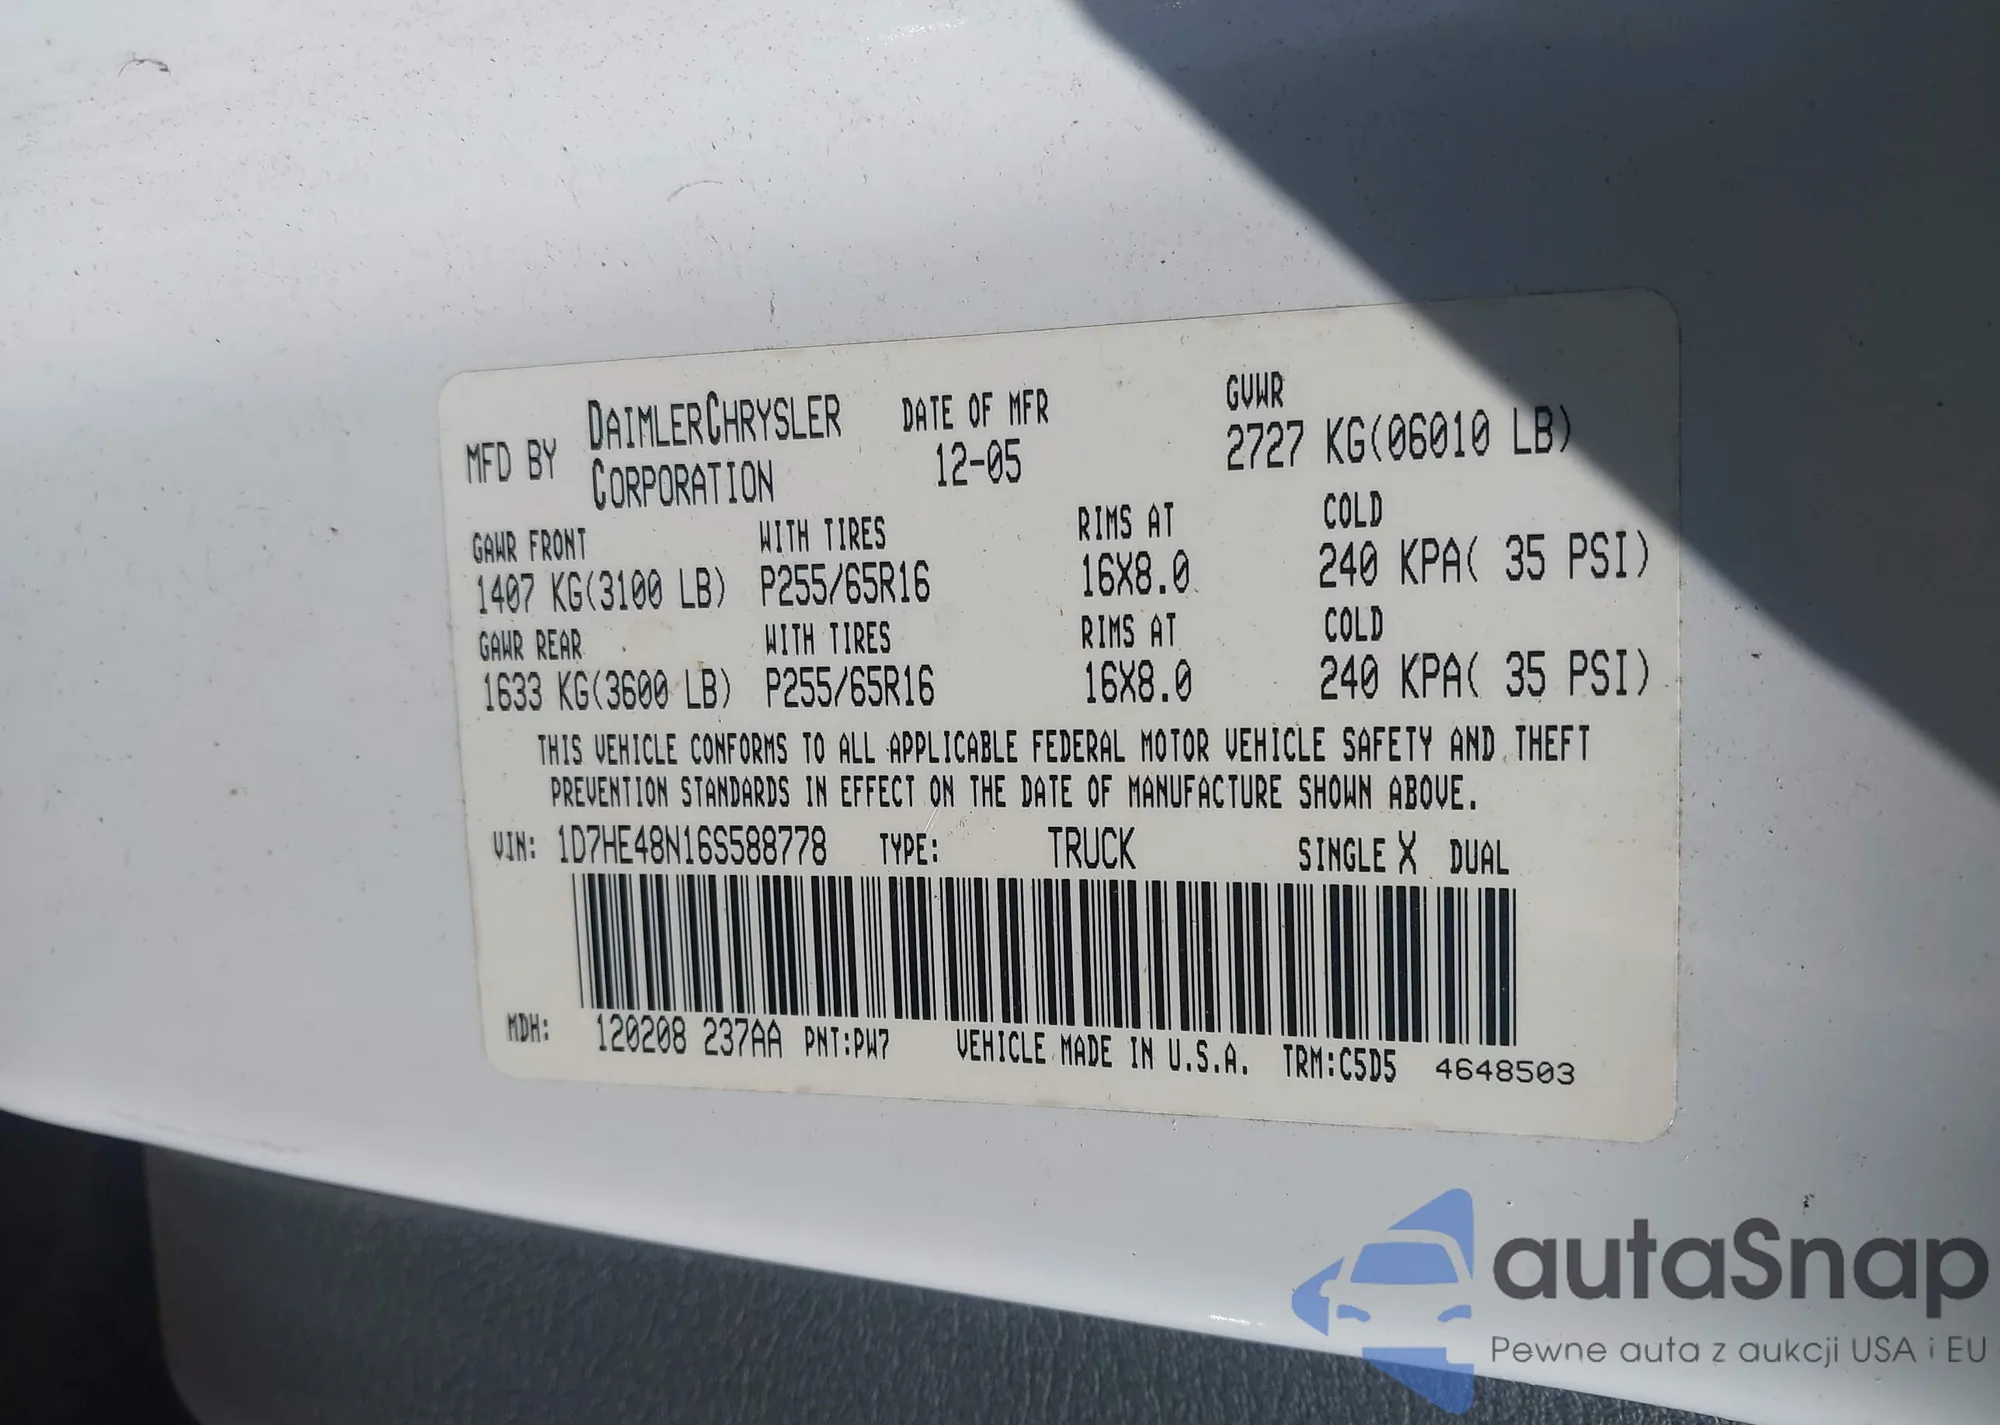 MFD BY DAIMLERCHRYSLER CORPORATION DATE OF MFR 12-05 GVWR 2727 KG(06010 LB)
GAWR FRONT WITH TIRES RIMS AT COLD
1407 KG(3100 LB) P255/65R16 16X8.0 240 KPA( 35 PSI)
GAWR REAR WITH TIRES RIMS AT COLD
1633 KG(3600 LB) P255/65R16 16X8.0 240 KPA( 35 PSI)
THIS VEHICLE CONFORMS TO ALL APPLICABLE FEDERAL MOTOR VEHICLE SAFETY AND THEFT
PREVENTION STANDARDS IN EFFECT ON THE DATE OF MANUFACTURE SHOWN ABOVE.
VIN: 1D7HE48N16S588778 TYPE: TRUCK SINGLE X DUAL
MDH: 120208 237AA PNT:PW7 VEHICLE MADE IN U.S.A. TRM:C5D5 4648503
autaSnap
Pewne auta z aukcji USA i EU